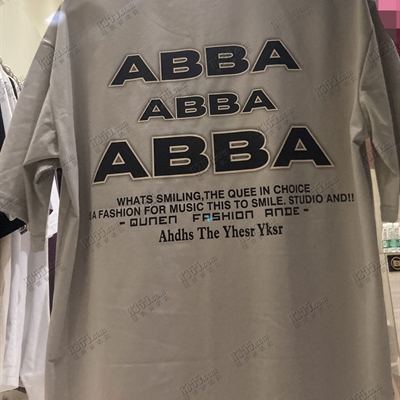 ABBA
ABBA
ABBA
WHATS SMILING,THE QUEE IN CHOICE
A FASHION FOR MUSIC THIS TO SMILE. STUDIO AND!!
- QUNEN FASHION ANDE -
Ahdhs The Yhesr Yksr